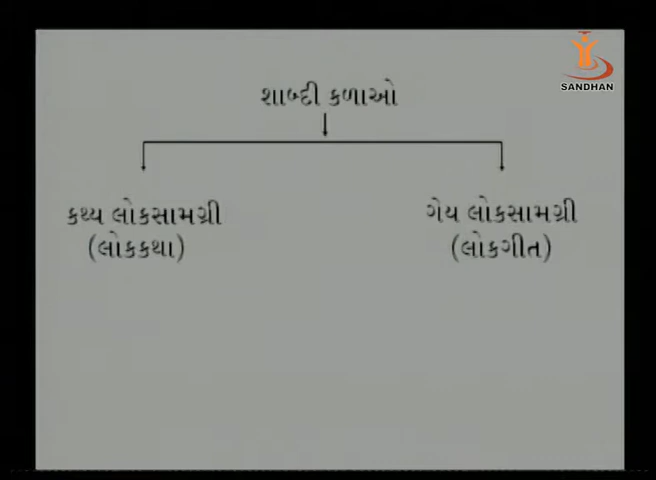 SANDHAN
શાબ્દી કળાઓ
કથ્ય લોકસામગ્રી
(લોકકથા)
ગેય લોકસામગ્રી
(લોકગીત)